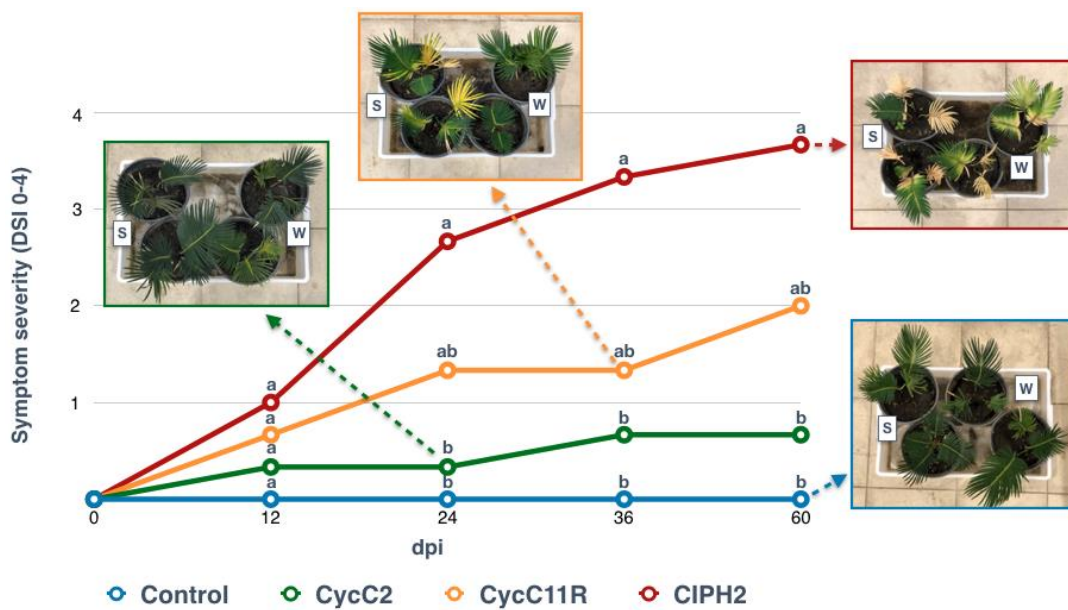 Symptom severity (DSI 0-4)
4
3
2
1
S
W
S
W
S
W
S
W
a
a
a
a
a
ab
ab
ab
a
b
b
b
a
b
b
b
0
12
24
36
60
dpi
Control
CycC2
CycC11R
CIPH2